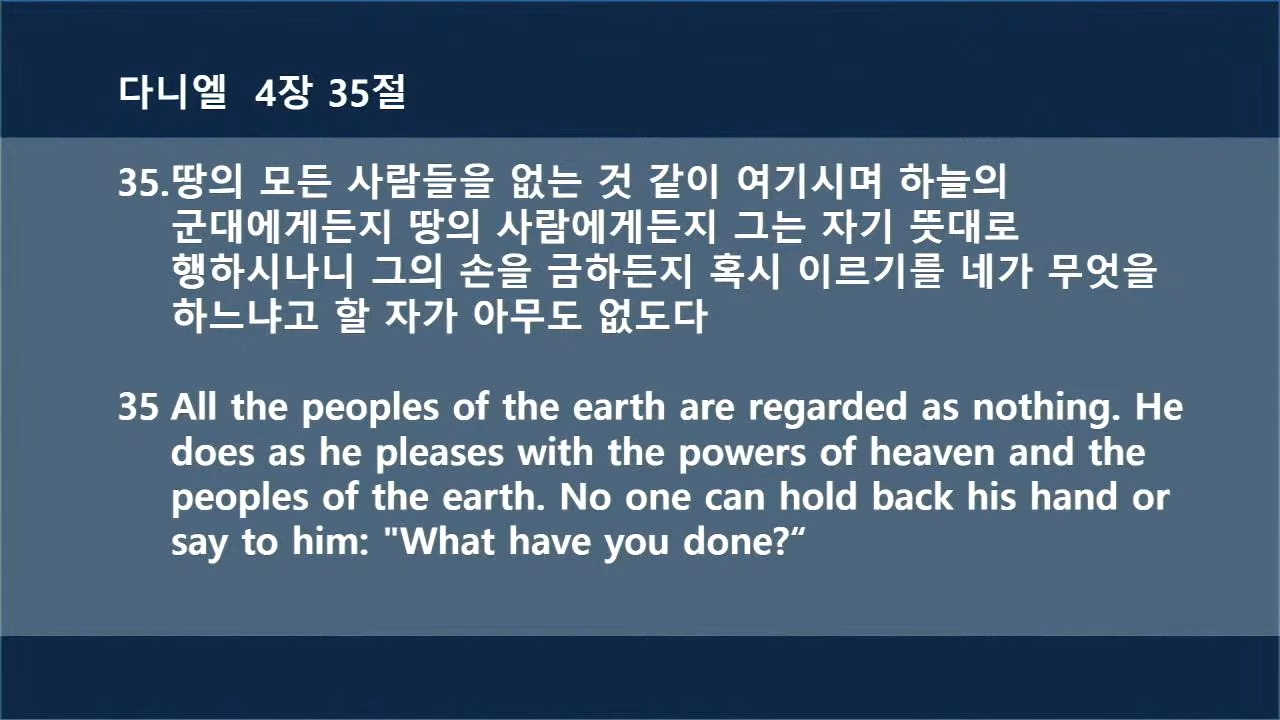 다니엘  4장 35절
35.땅의 모든 사람들을 없는 것 같이 여기시며 하늘의
군대에게든지 땅의 사람에게든지 그는 자기 뜻대로
행하시나니 그의 손을 금하든지 혹시 이르기를 네가 무엇을
하느냐고 할 자가 아무도 없도다
35 All the peoples of the earth are regarded as nothing. He
does as he pleases with the powers of heaven and the
peoples of the earth. No one can hold back his hand or
say to him: "What have you done?“